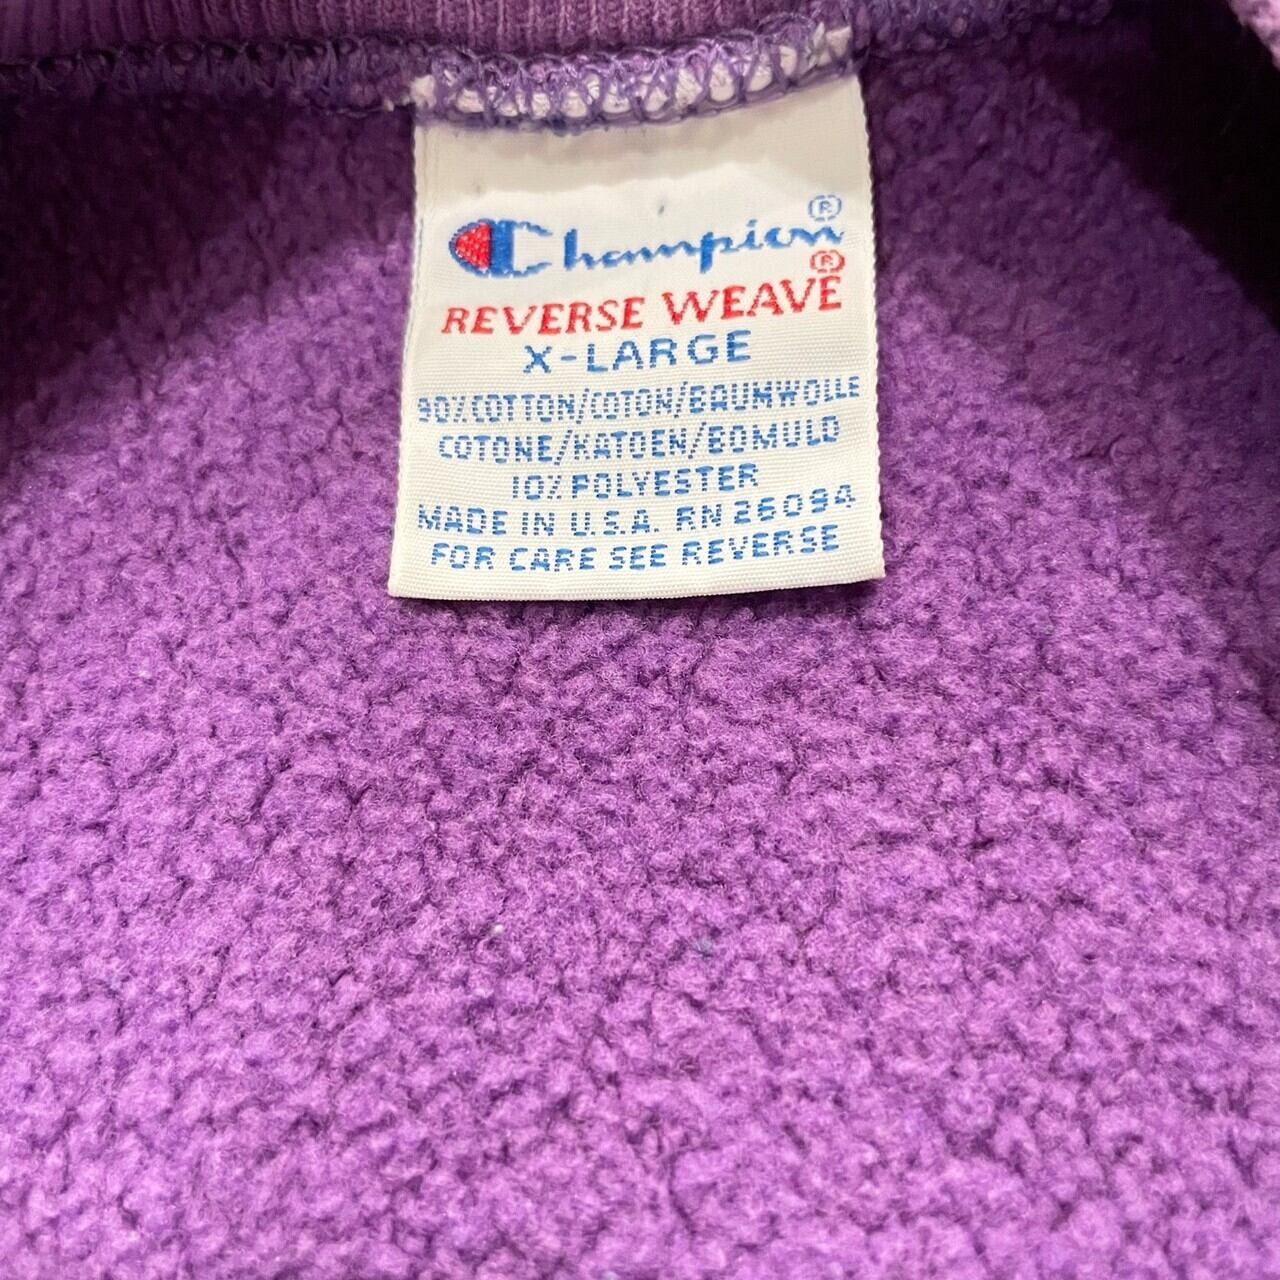 Champion®
REVERSE WEAVE®
X-LARGE
90% COTTON/COTON/BAUMWOLLE
COTONE/KATOEN/BOMULD
10% POLYESTER
MADE IN U.S.A. RN 26094
FOR CARE SEE REVERSE